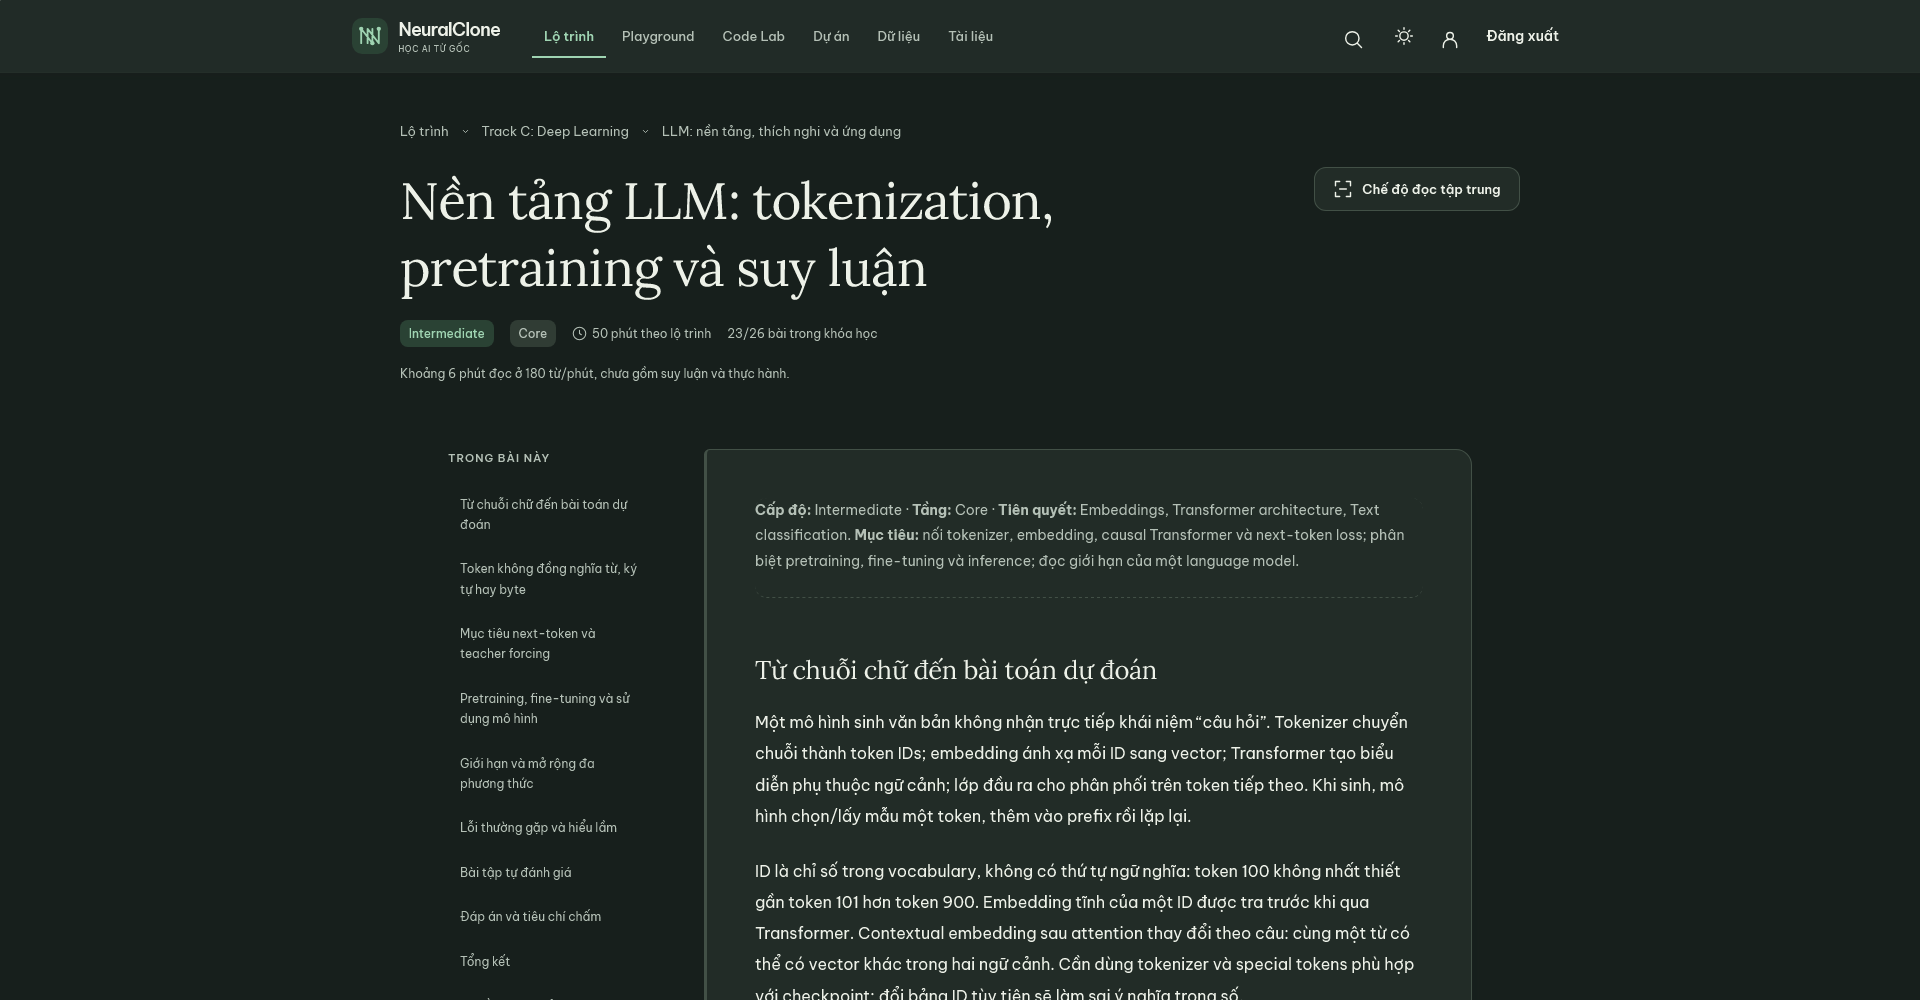 NeuralClone
HỌC AI TỪ GỐC
Lộ trình
Playground
Code Lab
Dự án
Dữ liệu
Tài liệu
Đăng xuất
Lộ trình
Track C: Deep Learning
LLM: nền tảng, thích nghi và ứng dụng
Nền tảng LLM: tokenization,
pretraining và suy luận
Chế độ đọc tập trung
Intermediate
Core
50 phút theo lộ trình
23/26 bài trong khóa học
Khoảng 6 phút đọc ở 180 từ/phút, chưa gồm suy luận và thực hành.
TRONG BÀI NÀY
Từ chuỗi chữ đến bài toán dự
đoán
Token không đồng nghĩa từ, ký
tự hay byte
Mục tiêu next-token và
teacher forcing
Pretraining, fine-tuning và sử
dụng mô hình
Giới hạn và mở rộng đa
phương thức
Lỗi thường gặp và hiểu lầm
Bài tập tự đánh giá
Đáp án và tiêu chí chấm
Tổng kết
Cấp độ: Intermediate · Tầng: Core · Tiên quyết: Embeddings, Transformer architecture, Text
classification. Mục tiêu: nối tokenizer, embedding, causal Transformer và next-token loss; phân
biệt pretraining, fine-tuning và inference; đọc giới hạn của một language model.
Từ chuỗi chữ đến bài toán dự đoán
Một mô hình sinh văn bản không nhận trực tiếp khái niệm “câu hỏi”. Tokenizer chuyển
chuỗi thành token IDs; embedding ánh xạ mỗi ID sang vector; Transformer tạo biểu
diễn phụ thuộc ngữ cảnh; lớp đầu ra cho phân phối trên token tiếp theo. Khi sinh, mô
hình chọn/lấy mẫu một token, thêm vào prefix rồi lặp lại.
ID là chỉ số trong vocabulary, không có thứ tự ngữ nghĩa: token 100 không nhất thiết
gần token 101 hơn token 900. Embedding tĩnh của một ID được tra trước khi qua
Transformer. Contextual embedding sau attention thay đổi theo câu: cùng một từ có
thể có vector khác trong hai ngữ cảnh. Cần dùng tokenizer và special tokens phù hợp
với checkpoint; đổi bảng ID tùy tiện sẽ làm sai ý nghĩa trọng số.